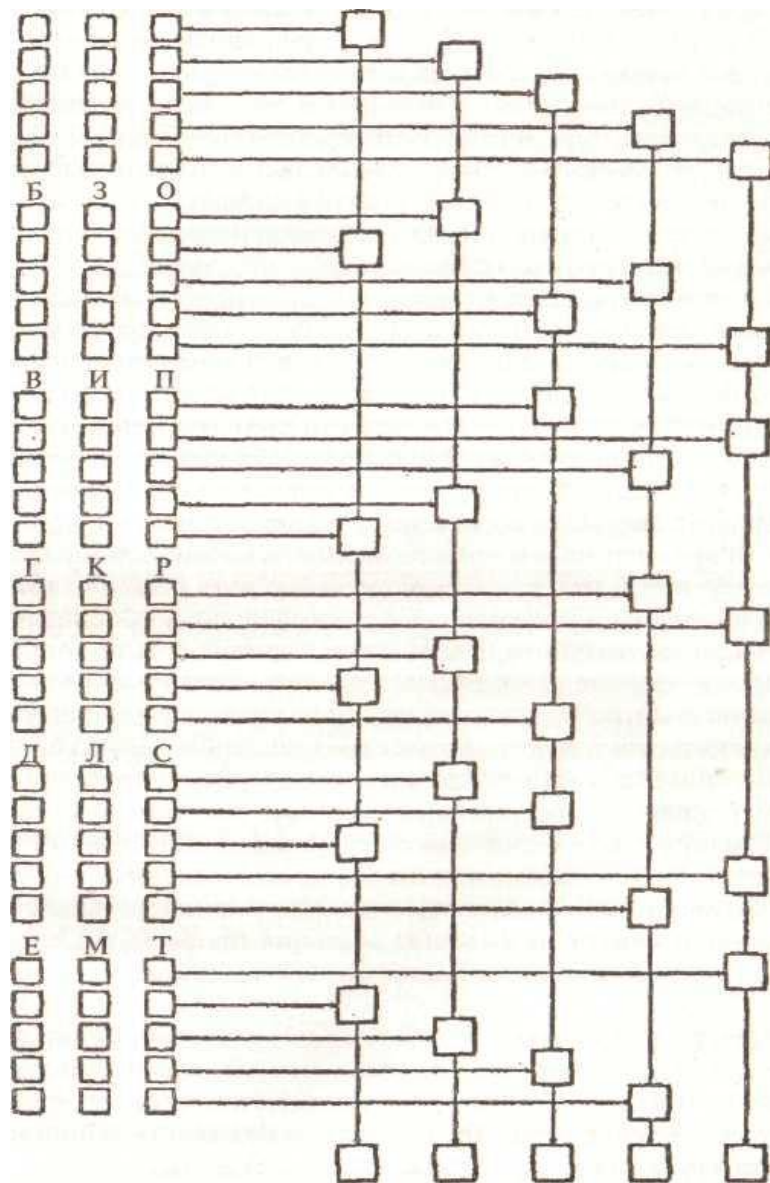 Б З О
В И П
Г К Р
Д Л С
Е М Т